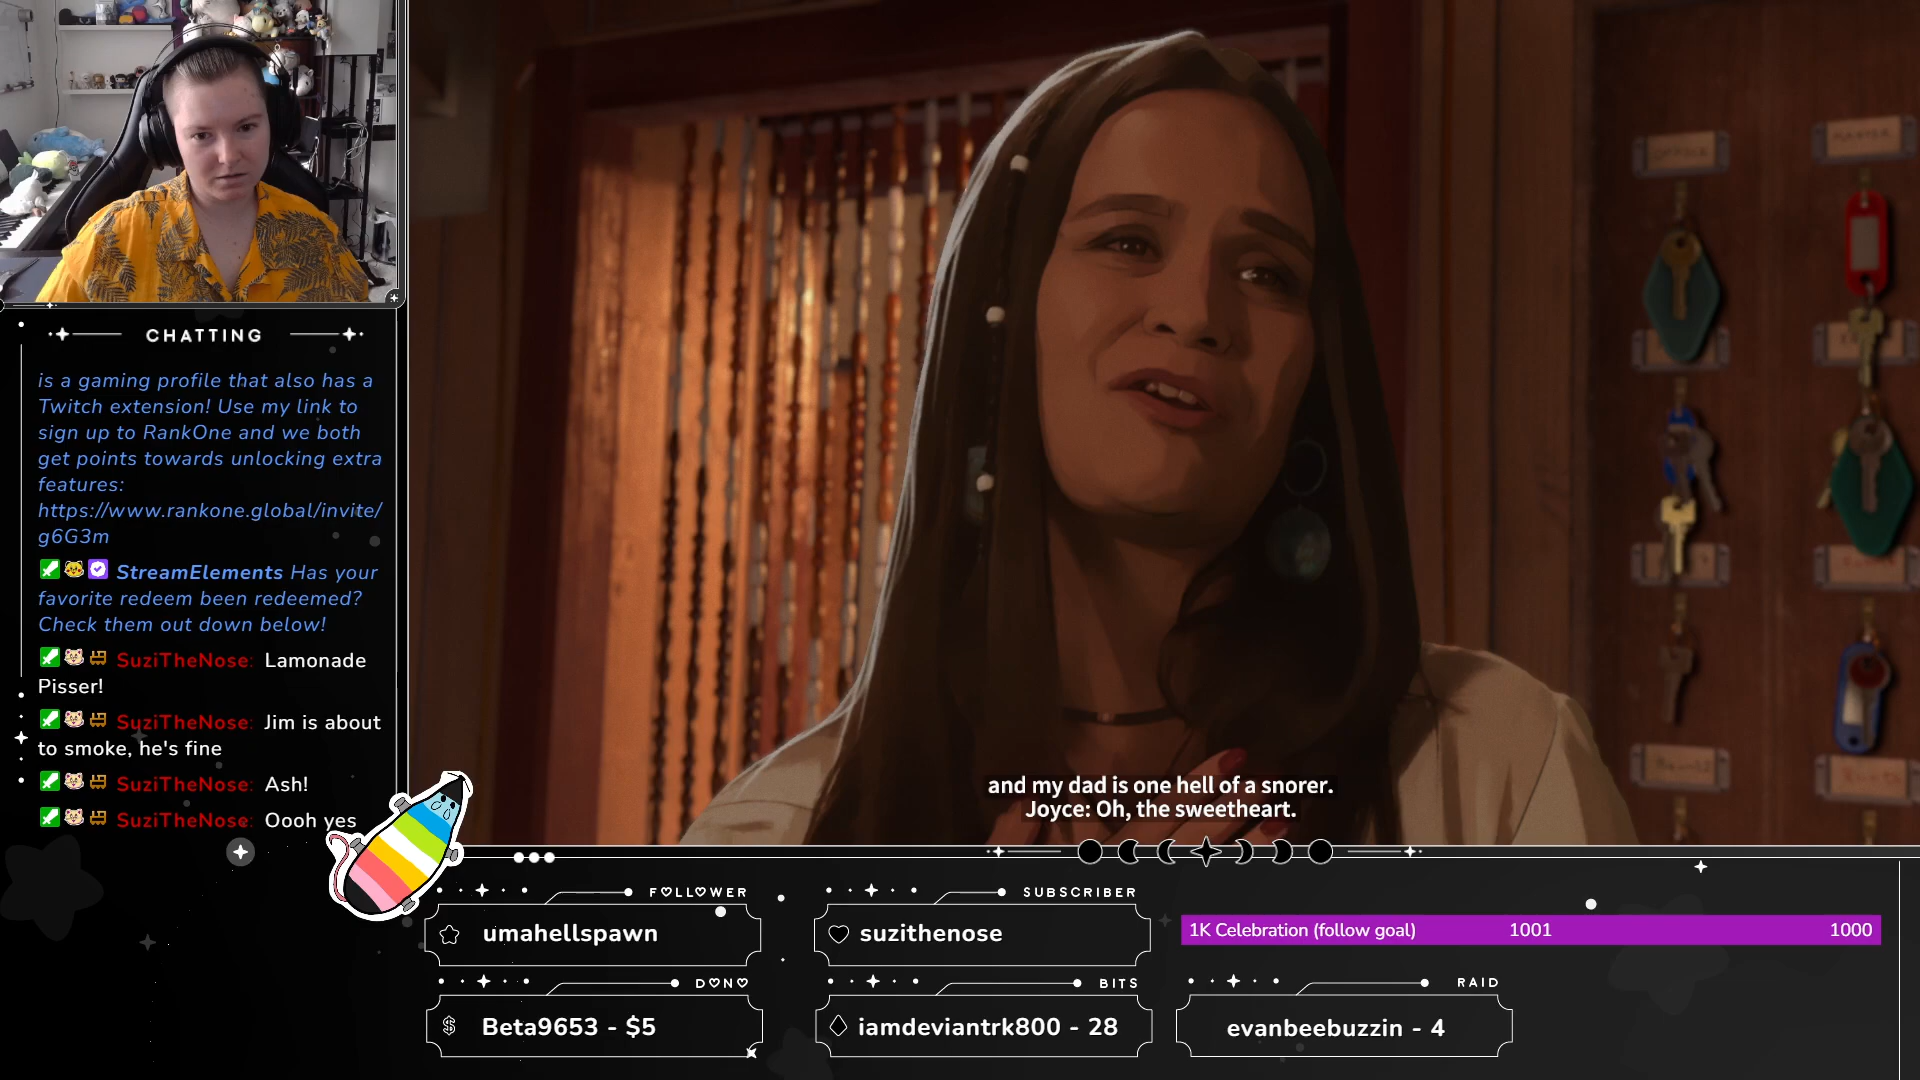 CHATTING
is a gaming profile that also has a
Twitch extension! Use my link to
sign up to RankOne and we both
get points towards unlocking extra
features:
https://www.rankone.global/invite/
g6G3m
StreamElements Has your
favorite redeem been redeemed?
Check them out down below!
SuziTheNose: Lamonade
Pisser!
SuziTheNose: Jim is about
to smoke, he's fine
SuziTheNose: Ash!
SuziTheNose: Oooh yes
and my dad is one hell of a snorer.
Joyce: Oh, the sweetheart.
FOLLOWER
umahellspawn
SUBSCRIBER
suzithenose
1K Celebration (follow goal) 1001 1000
DONO
Beta9653 - $5
BITS
iamdeviantrk800 - 28
RAID
evanbeebuzzin - 4